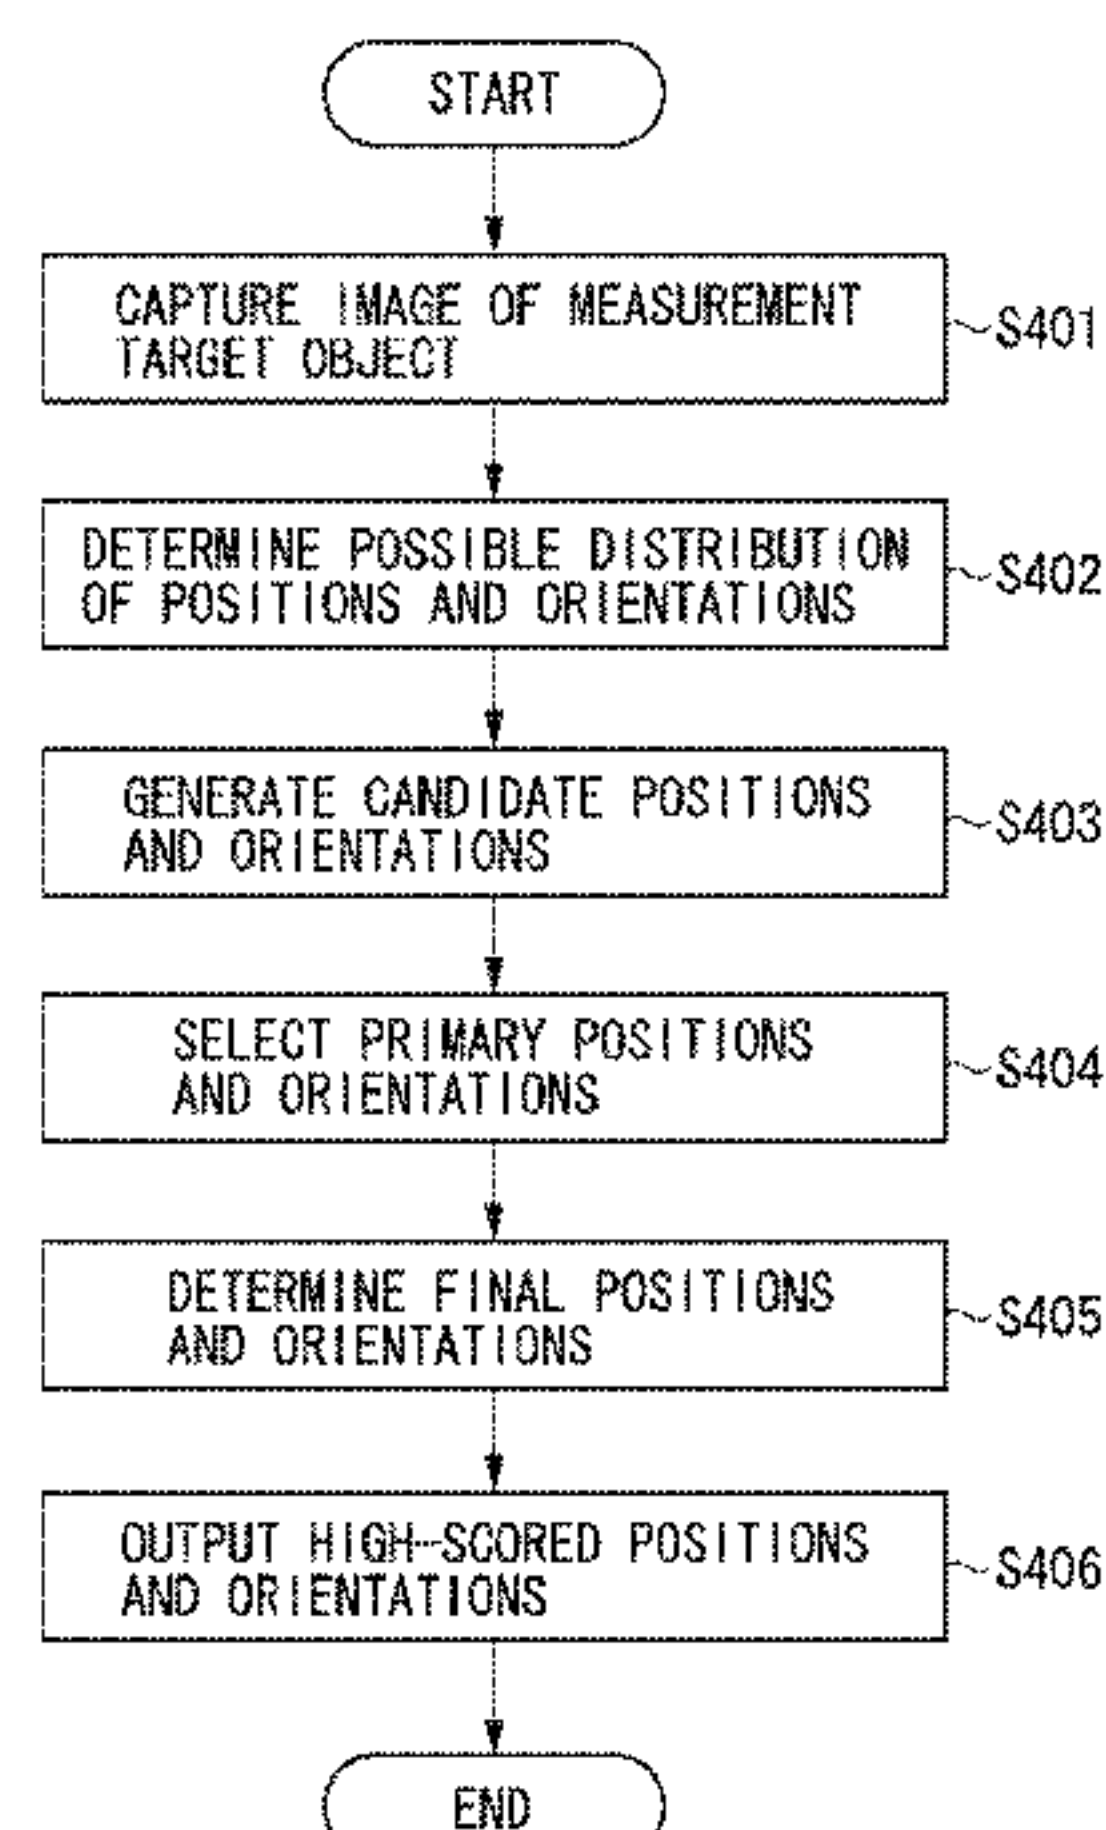 START
CAPTURE IMAGE OF MEASUREMENT
TARGET OBJECT
S401
DETERMINE POSSIBLE DISTRIBUTION
OF POSITIONS AND ORIENTATIONS
S402
GENERATE CANDIDATE POSITIONS
AND ORIENTATIONS
S403
SELECT PRIMARY POSITIONS
AND ORIENTATIONS
S404
DETERMINE FINAL POSITIONS
AND ORIENTATIONS
S405
OUTPUT HIGH-SCORED POSITIONS
AND ORIENTATIONS
S406
END